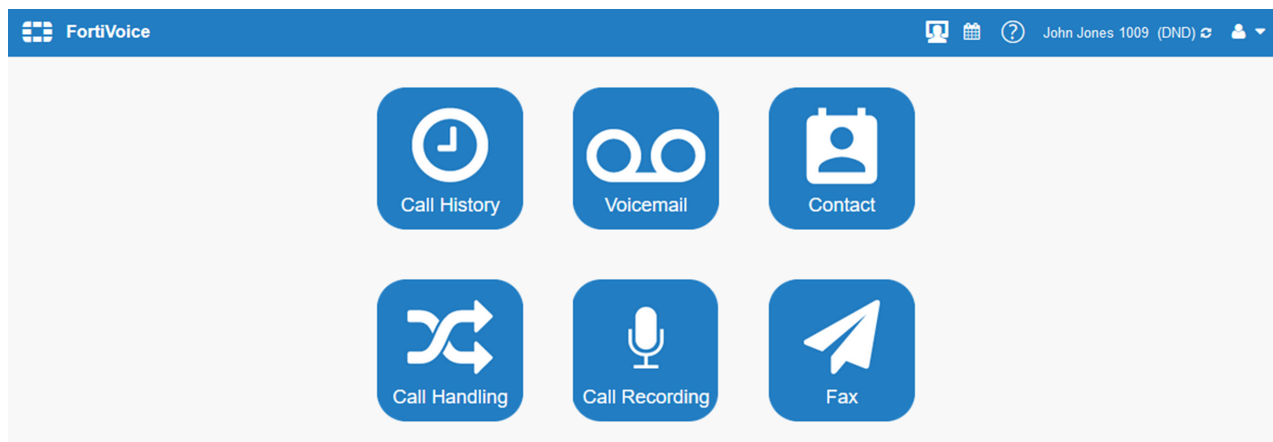 FortiVoice
John Jones 1009 (DND)
Call History
Voicemail
Contact
Call Handling
Call Recording
Fax